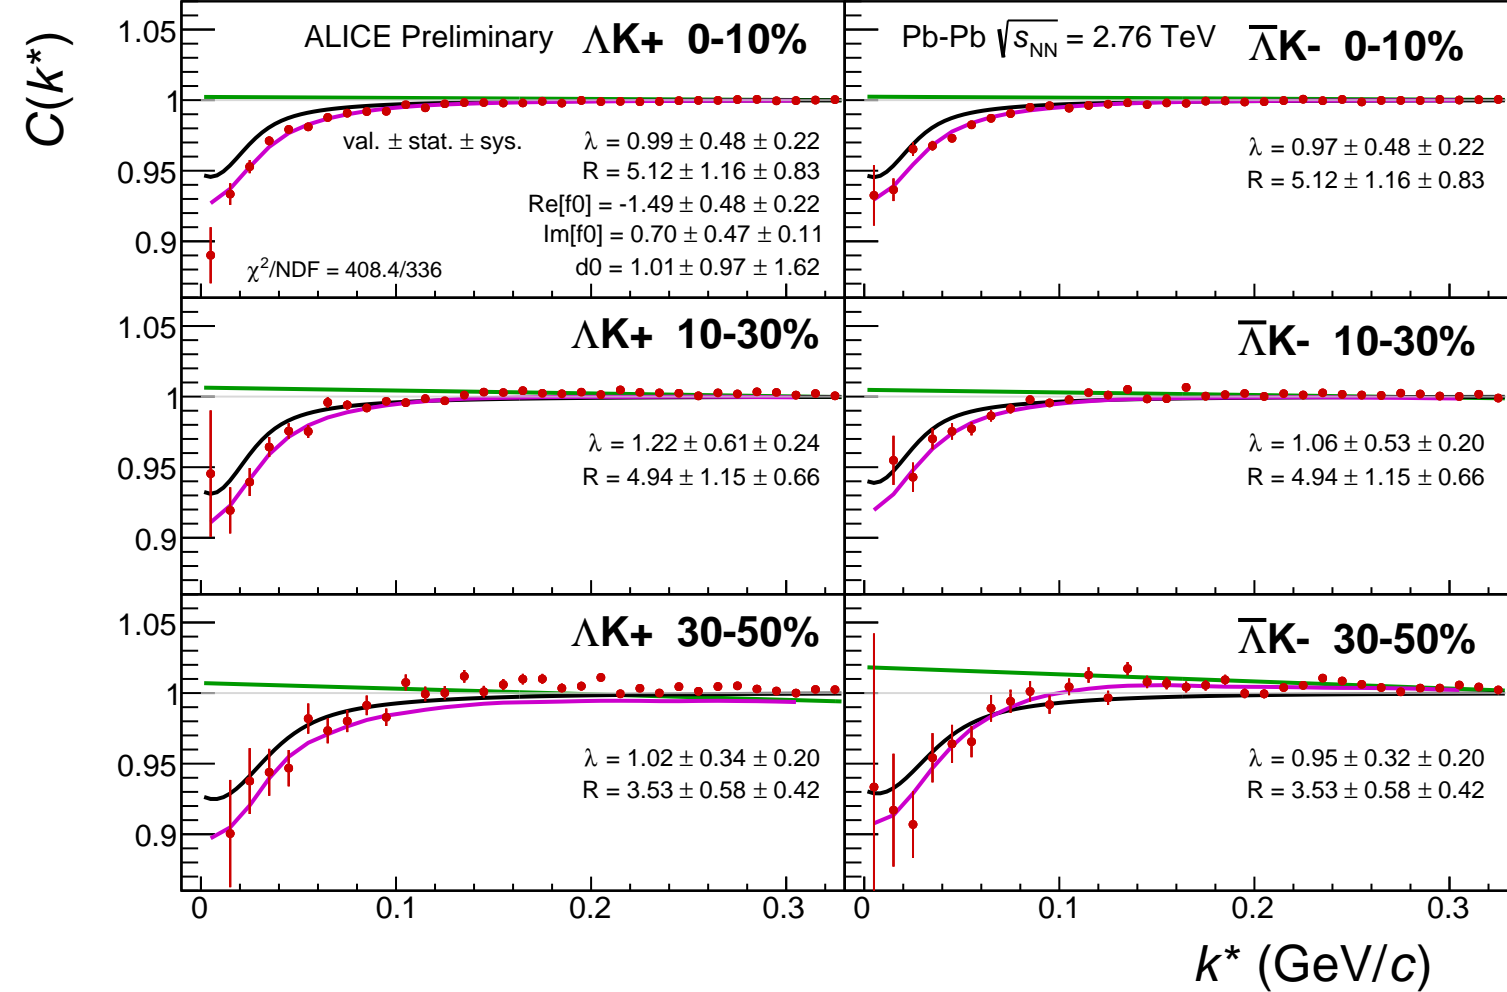 C(k*)
ALICE Preliminary
ΛK+ 0-10%
val. ± stat. ± sys.
λ = 0.99 ± 0.48 ± 0.22
R = 5.12 ± 1.16 ± 0.83
Re[f0] = -1.49 ± 0.48 ± 0.22
Im[f0] = 0.70 ± 0.47 ± 0.11
d0 = 1.01 ± 0.97 ± 1.62
χ²/NDF = 408.4/336
1.05
1
0.95
0.9
Pb-Pb √s_NN = 2.76 TeV
Λ̅K- 0-10%
λ = 0.97 ± 0.48 ± 0.22
R = 5.12 ± 1.16 ± 0.83
ΛK+ 10-30%
λ = 1.22 ± 0.61 ± 0.24
R = 4.94 ± 1.15 ± 0.66
1.05
1
0.95
0.9
Λ̅K- 10-30%
λ = 1.06 ± 0.53 ± 0.20
R = 4.94 ± 1.15 ± 0.66
ΛK+ 30-50%
λ = 1.02 ± 0.34 ± 0.20
R = 3.53 ± 0.58 ± 0.42
1.05
1
0.95
0.9
Λ̅K- 30-50%
λ = 0.95 ± 0.32 ± 0.20
R = 3.53 ± 0.58 ± 0.42
0 0.1 0.2 0.3
0 0.1 0.2 0.3
k* (GeV/c)